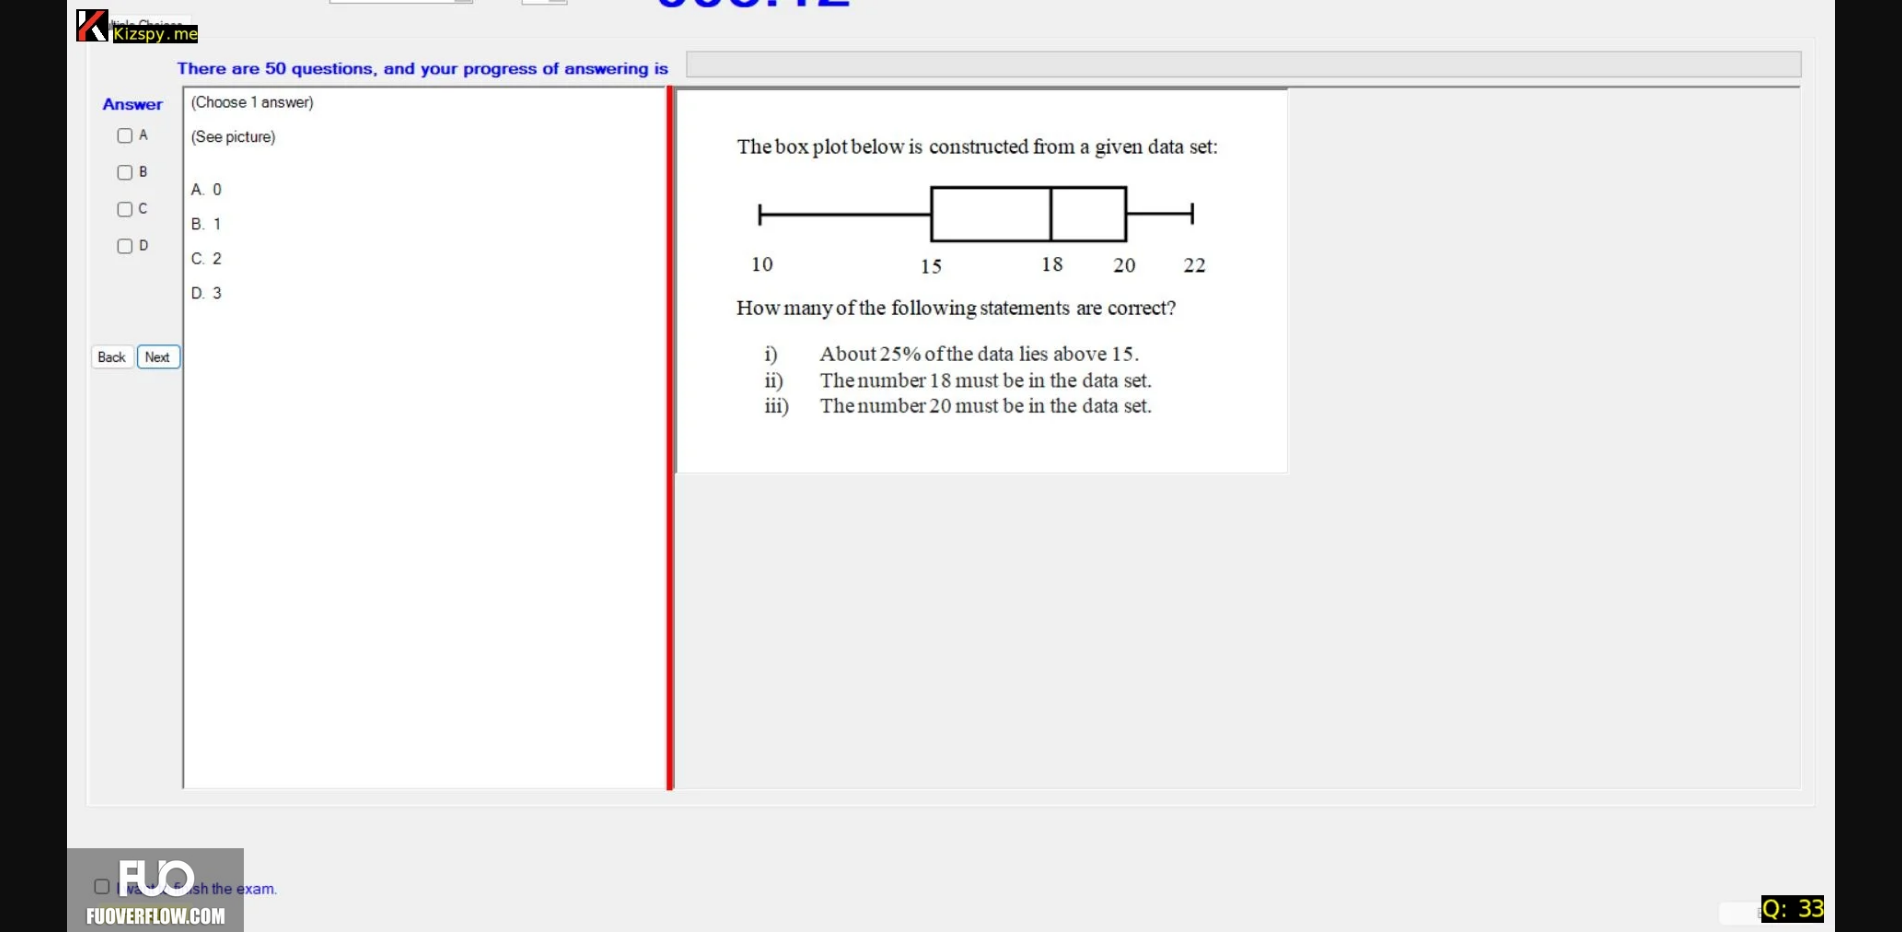 Kizspy.me
There are 50 questions, and your progress of answering is
Answer
A
B
C
D
Back
Next
(Choose 1 answer)
(See picture)
A. 0
B. 1
C. 2
D. 3
The box plot below is constructed from a given data set:
10 15 18 20 22
How many of the following statements are correct?
i) About 25% of the data lies above 15.
ii) The number 18 must be in the data set.
iii) The number 20 must be in the data set.
FUO
the exam.
FUOVERFLOW.COM
Q: 33